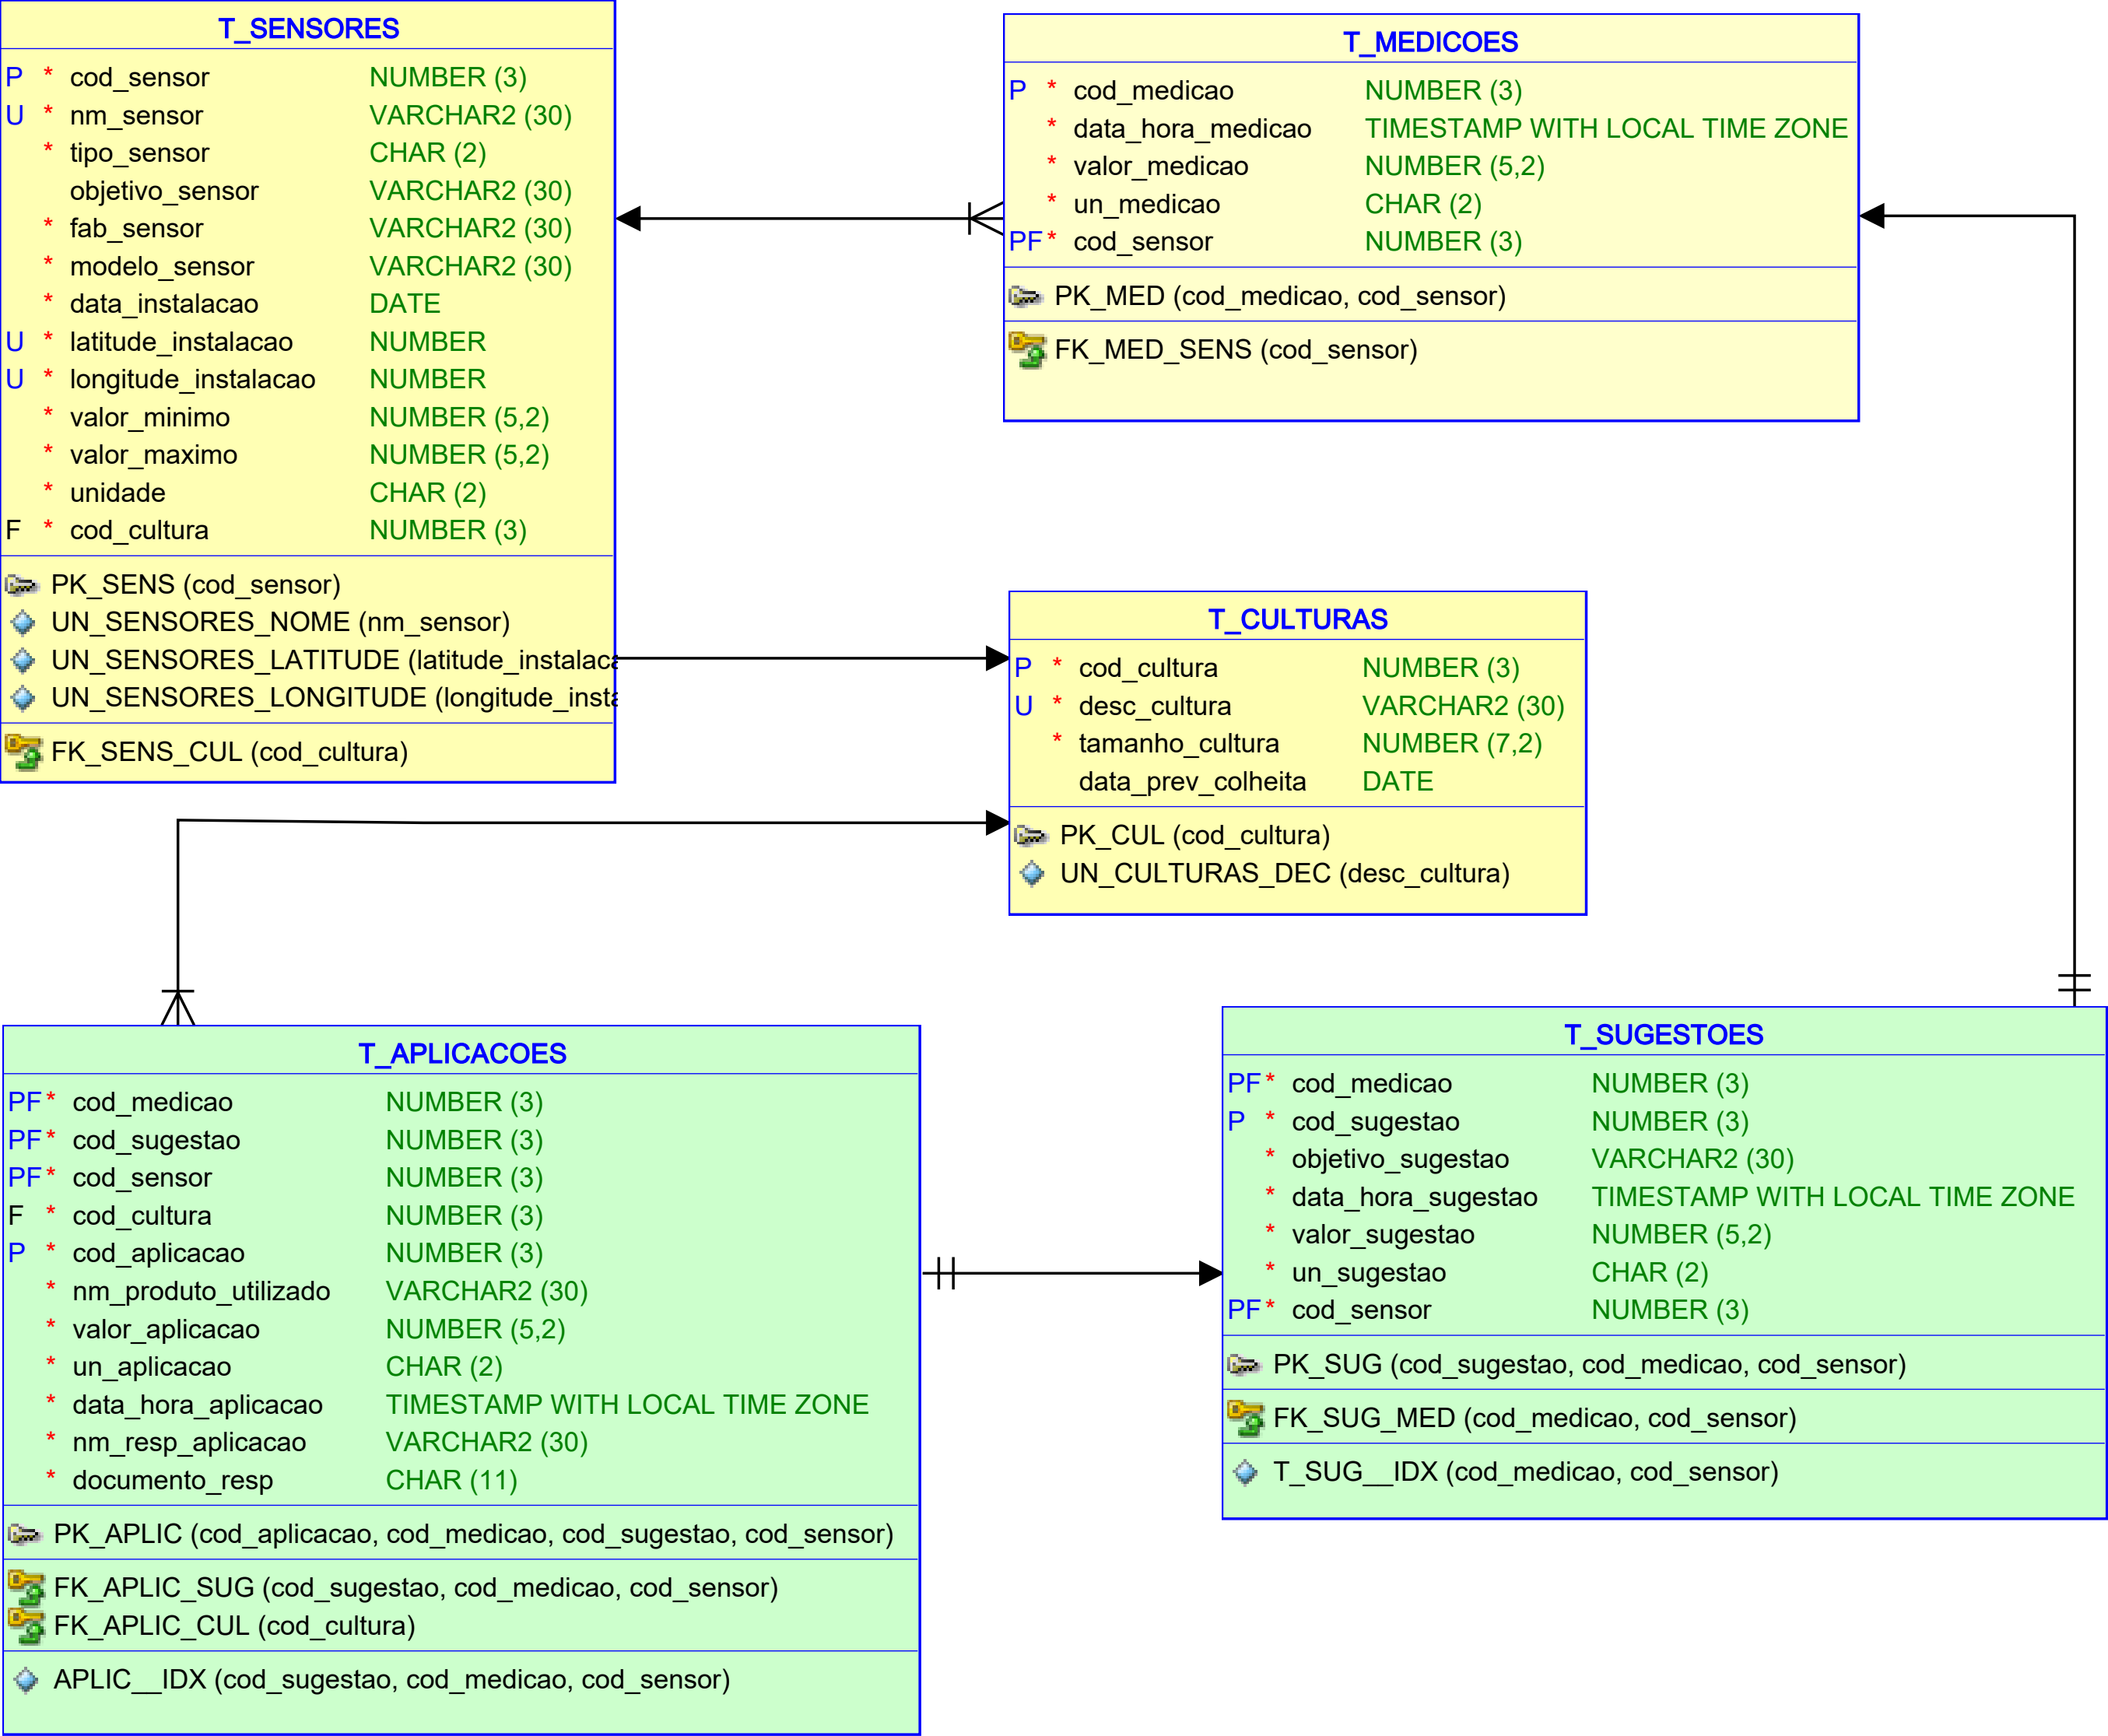 T_SENSORES
P * cod_sensor NUMBER (3)
U * nm_sensor VARCHAR2 (30)
* tipo_sensor CHAR (2)
objetivo_sensor VARCHAR2 (30)
* fab_sensor VARCHAR2 (30)
* modelo_sensor VARCHAR2 (30)
* data_instalacao DATE
U * latitude_instalacao NUMBER
U * longitude_instalacao NUMBER
* valor_minimo NUMBER (5,2)
* valor_maximo NUMBER (5,2)
* unidade CHAR (2)
F * cod_cultura NUMBER (3)
PK_SENS (cod_sensor)
UN_SENSORES_NOME (nm_sensor)
UN_SENSORES_LATITUDE (latitude_instalaca
UN_SENSORES_LONGITUDE (longitude_insta
FK_SENS_CUL (cod_cultura)
T_MEDICOES
P * cod_medicao NUMBER (3)
* data_hora_medicao TIMESTAMP WITH LOCAL TIME ZONE
* valor_medicao NUMBER (5,2)
* un_medicao CHAR (2)
PF * cod_sensor NUMBER (3)
PK_MED (cod_medicao, cod_sensor)
FK_MED_SENS (cod_sensor)
T_CULTURAS
P * cod_cultura NUMBER (3)
U * desc_cultura VARCHAR2 (30)
* tamanho_cultura NUMBER (7,2)
data_prev_colheita DATE
PK_CUL (cod_cultura)
UN_CULTURAS_DEC (desc_cultura)
T_APLICACOES
PF * cod_medicao NUMBER (3)
PF * cod_sugestao NUMBER (3)
PF * cod_sensor NUMBER (3)
F * cod_cultura NUMBER (3)
P * cod_aplicacao NUMBER (3)
* nm_produto_utilizado VARCHAR2 (30)
* valor_aplicacao NUMBER (5,2)
* un_aplicacao CHAR (2)
* data_hora_aplicacao TIMESTAMP WITH LOCAL TIME ZONE
* nm_resp_aplicacao VARCHAR2 (30)
* documento_resp CHAR (11)
PK_APLIC (cod_aplicacao, cod_medicao, cod_sugestao, cod_sensor)
FK_APLIC_SUG (cod_sugestao, cod_medicao, cod_sensor)
FK_APLIC_CUL (cod_cultura)
APLIC__IDX (cod_sugestao, cod_medicao, cod_sensor)
T_SUGESTOES
PF * cod_medicao NUMBER (3)
P * cod_sugestao NUMBER (3)
* objetivo_sugestao VARCHAR2 (30)
* data_hora_sugestao TIMESTAMP WITH LOCAL TIME ZONE
* valor_sugestao NUMBER (5,2)
* un_sugestao CHAR (2)
PF * cod_sensor NUMBER (3)
PK_SUG (cod_sugestao, cod_medicao, cod_sensor)
FK_SUG_MED (cod_medicao, cod_sensor)
T_SUG__IDX (cod_medicao, cod_sensor)